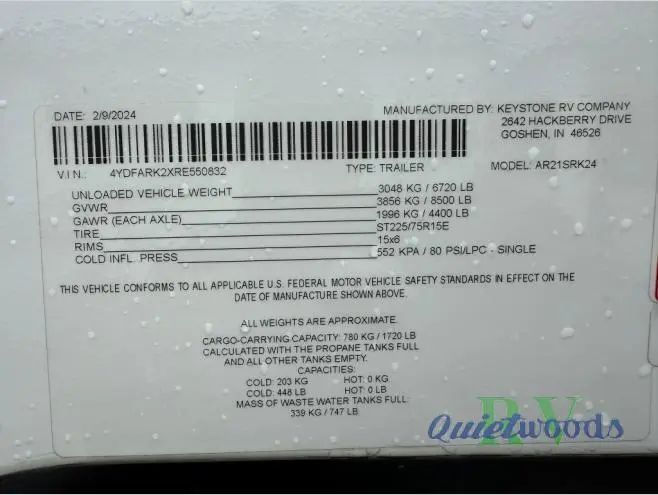 DATE: 2/9/2024
MANUFACTURED BY: KEYSTONE RV COMPANY
2642 HACKBERRY DRIVE
GOSHEN, IN 46526
V.I.N.: 4YDFARK2XRE550832 TYPE: TRAILER MODEL: AR21SRK24
UNLOADED VEHICLE WEIGHT 3048 KG / 6720 LB
GVWR 3856 KG / 8500 LB
GAWR (EACH AXLE) 1996 KG / 4400 LB
TIRE ST225/75R15E
RIMS 15x6
COLD INFL. PRESS 552 KPA / 80 PSI/LPC - SINGLE
THIS VEHICLE CONFORMS TO ALL APPLICABLE U.S. FEDERAL MOTOR VEHICLE SAFETY STANDARDS IN EFFECT ON THE
DATE OF MANUFACTURE SHOWN ABOVE.
ALL WEIGHTS ARE APPROXIMATE.
CARGO-CARRYING CAPACITY: 780 KG / 1720 LB
CALCULATED WITH THE PROPANE TANKS FULL
AND ALL OTHER TANKS EMPTY.
CAPACITIES:
COLD: 203 KG HOT: 0 KG
COLD: 448 LB HOT: 0 LB
MASS OF WASTE WATER TANKS FULL:
339 KG / 747 LB
Quietwoods RV